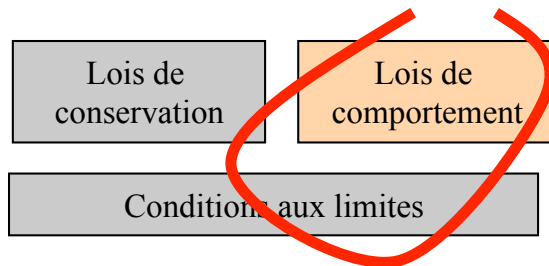 Lois de
conservation
Lois de
comportement
Conditions aux limites